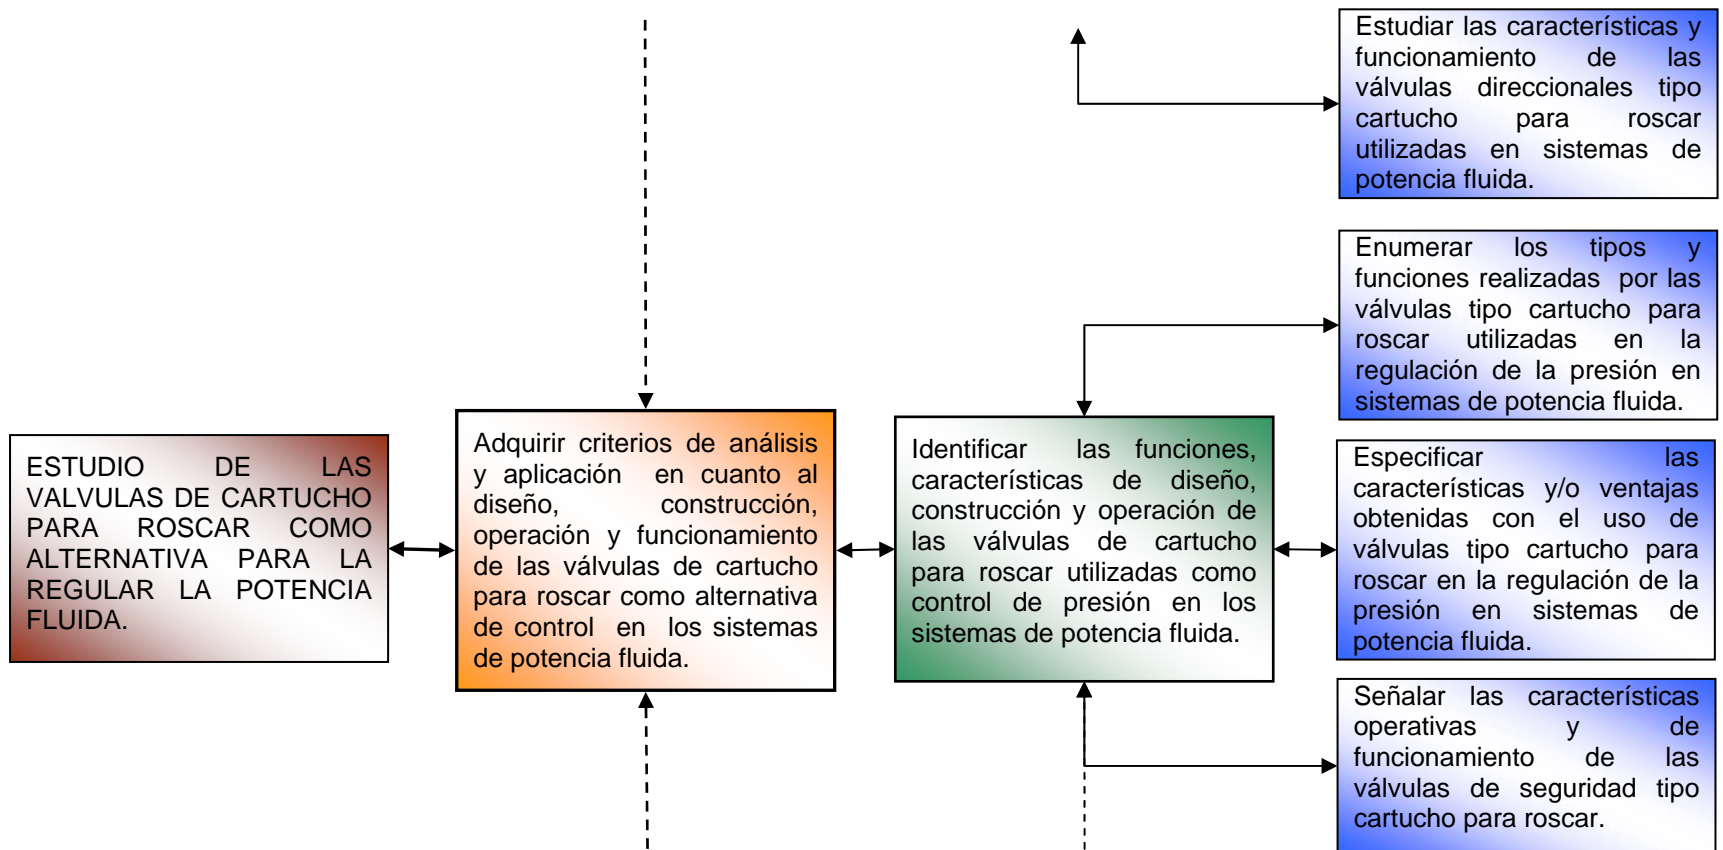 ESTUDIO DE LAS
VALVULAS DE CARTUCHO
PARA ROSCAR COMO
ALTERNATIVA PARA LA
REGULAR LA POTENCIA
FLUIDA.
Adquirir criterios de análisis
y aplicación en cuanto al
diseño, construcción,
operación y funcionamiento
de las válvulas de cartucho
para roscar como alternativa
de control en los sistemas
de potencia fluida.
Identificar las funciones,
características de diseño,
construcción y operación de
las válvulas de cartucho
para roscar utilizadas como
control de presión en los
sistemas de potencia fluida.
Estudiar las características y
funcionamiento de las
válvulas direccionales tipo
cartucho para roscar
utilizadas en sistemas de
potencia fluida.
Enumerar los tipos y
funciones realizadas por las
válvulas tipo cartucho para
roscar utilizadas en la
regulación de la presión en
sistemas de potencia fluida.
Especificar las
características y/o ventajas
obtenidas con el uso de
válvulas tipo cartucho para
roscar en la regulación de la
presión en sistemas de
potencia fluida.
Señalar las características
operativas y de
funcionamiento de las
válvulas de seguridad tipo
cartucho para roscar.